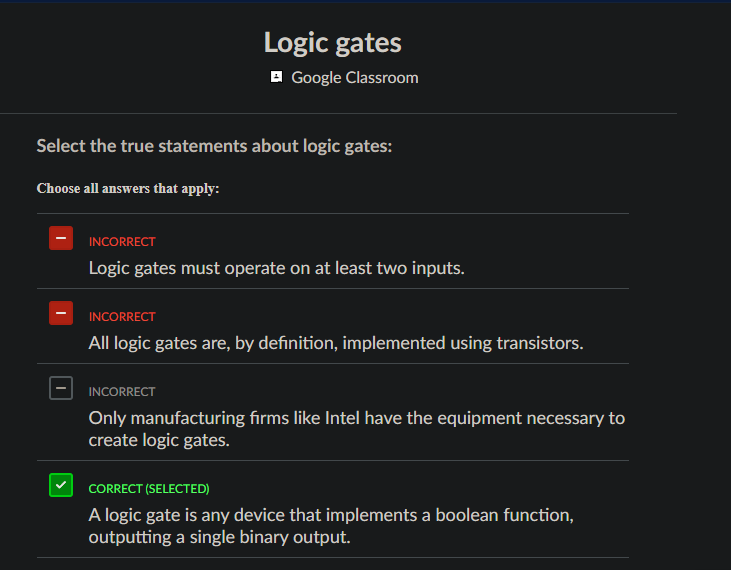 Logic gates
Google Classroom
Select the true statements about logic gates:
Choose all answers that apply:
INCORRECT
Logic gates must operate on at least two inputs.
INCORRECT
All logic gates are, by definition, implemented using transistors.
INCORRECT
Only manufacturing firms like Intel have the equipment necessary to
create logic gates.
CORRECT (SELECTED)
A logic gate is any device that implements a boolean function,
outputting a single binary output.